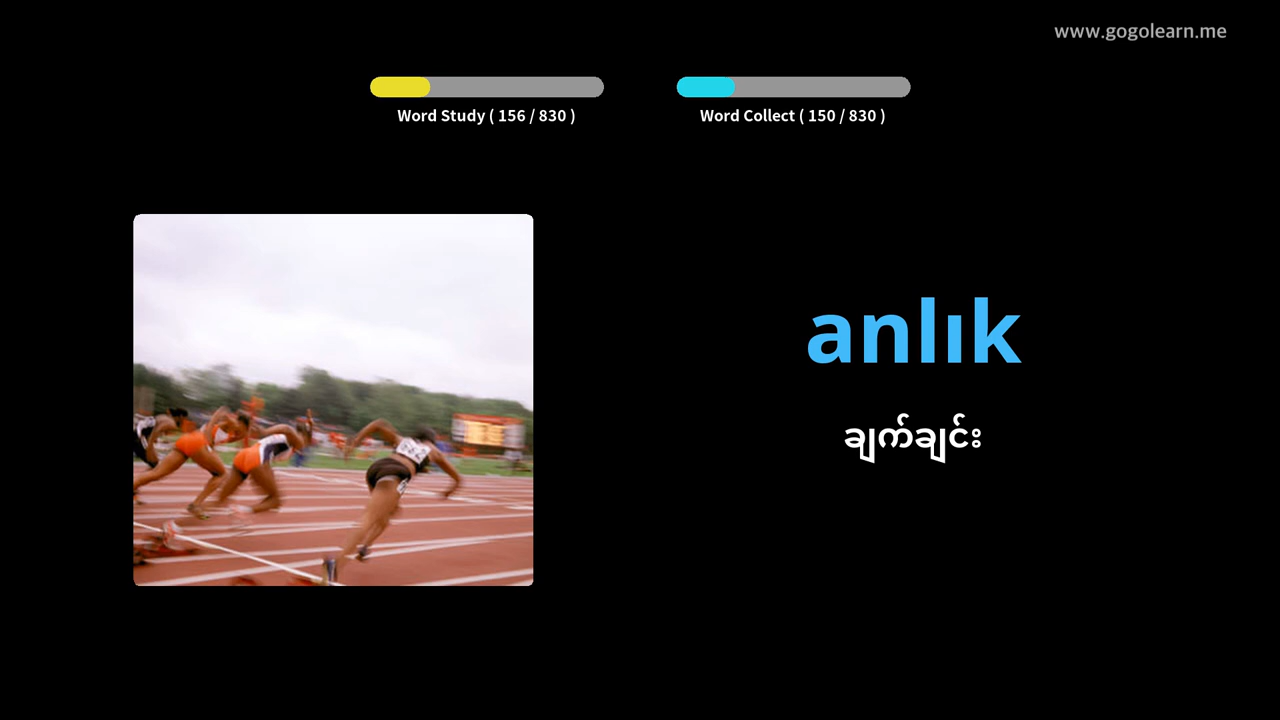 www.gogolearn.me
Word Study ( 156 / 830 )
Word Collect ( 150 / 830 )
anlık
ချက်ချင်း